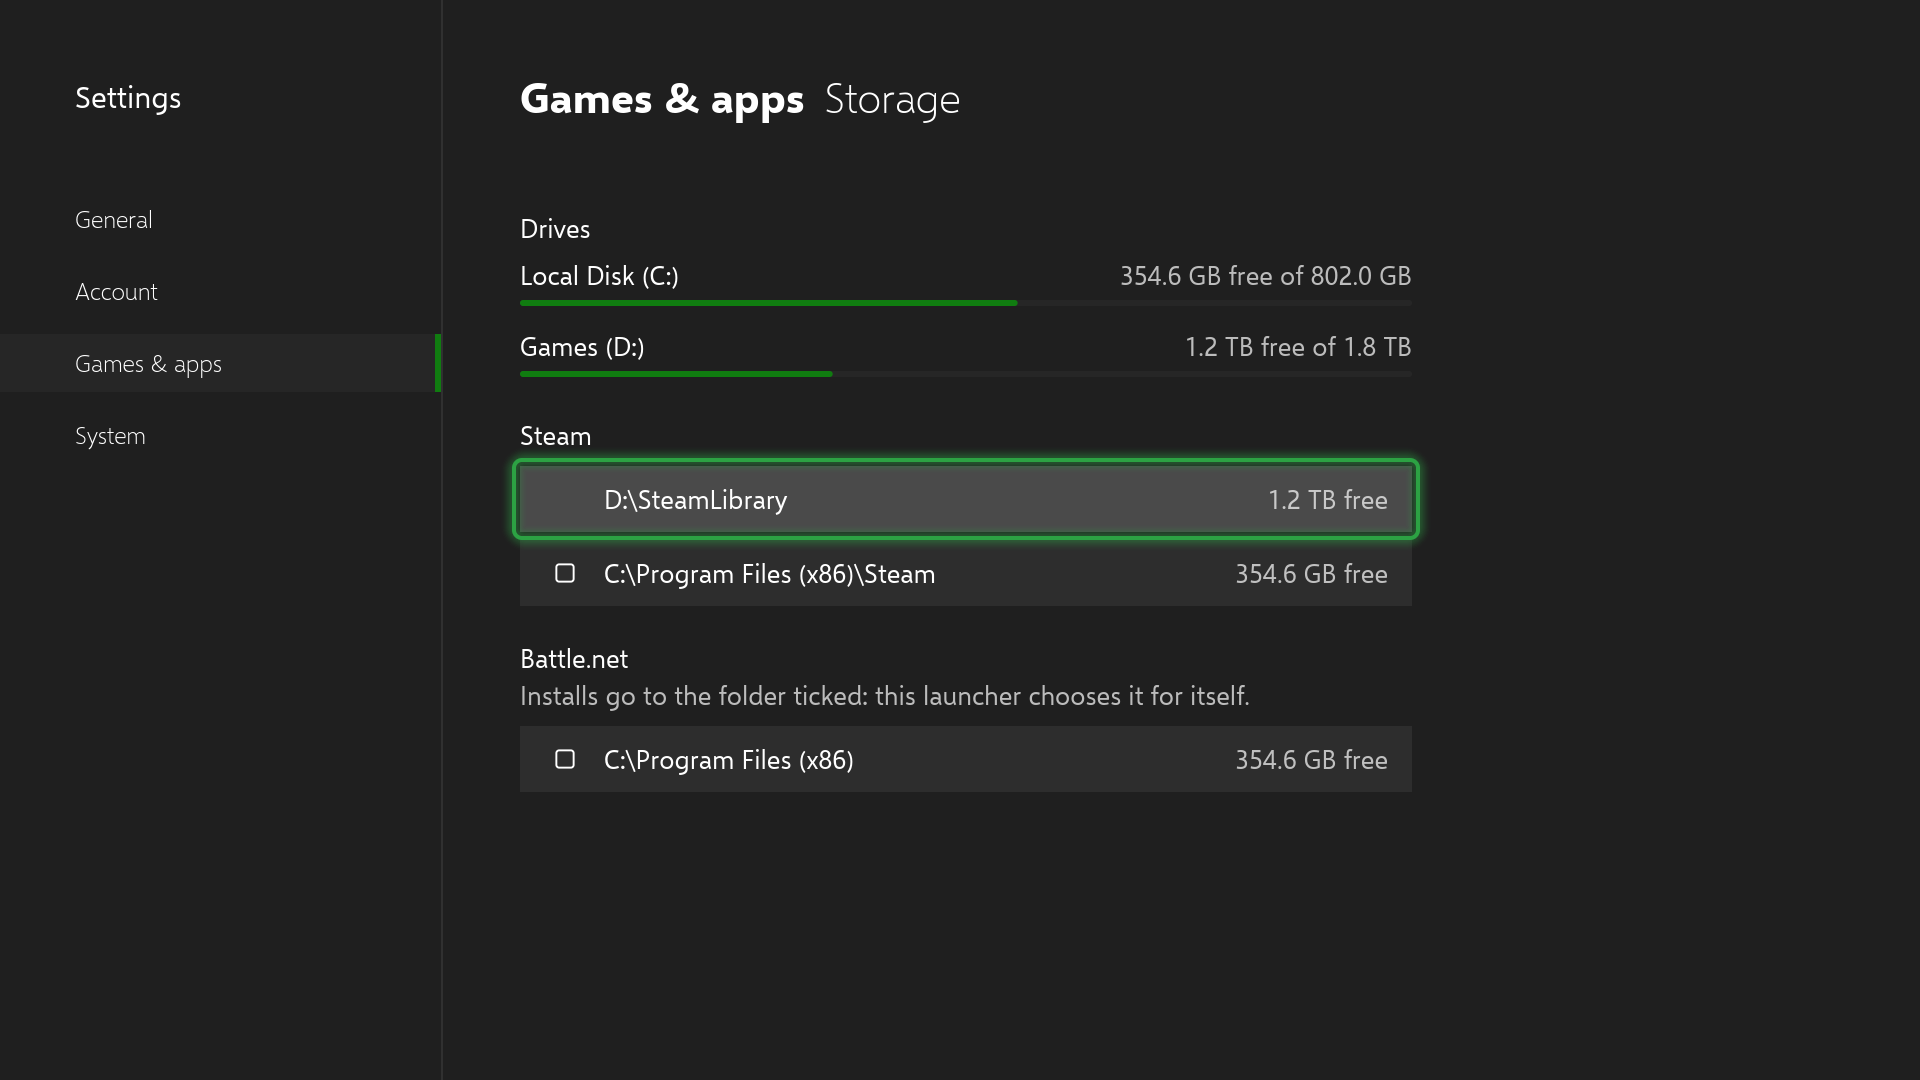 Settings
General
Account
Games & apps
System
Games & apps Storage
Drives
Local Disk (C:) 354.6 GB free of 802.0 GB
Games (D:) 1.2 TB free of 1.8 TB
Steam
D:\SteamLibrary 1.2 TB free
C:\Program Files (x86)\Steam 354.6 GB free
Battle.net
Installs go to the folder ticked: this launcher chooses it for itself.
C:\Program Files (x86) 354.6 GB free